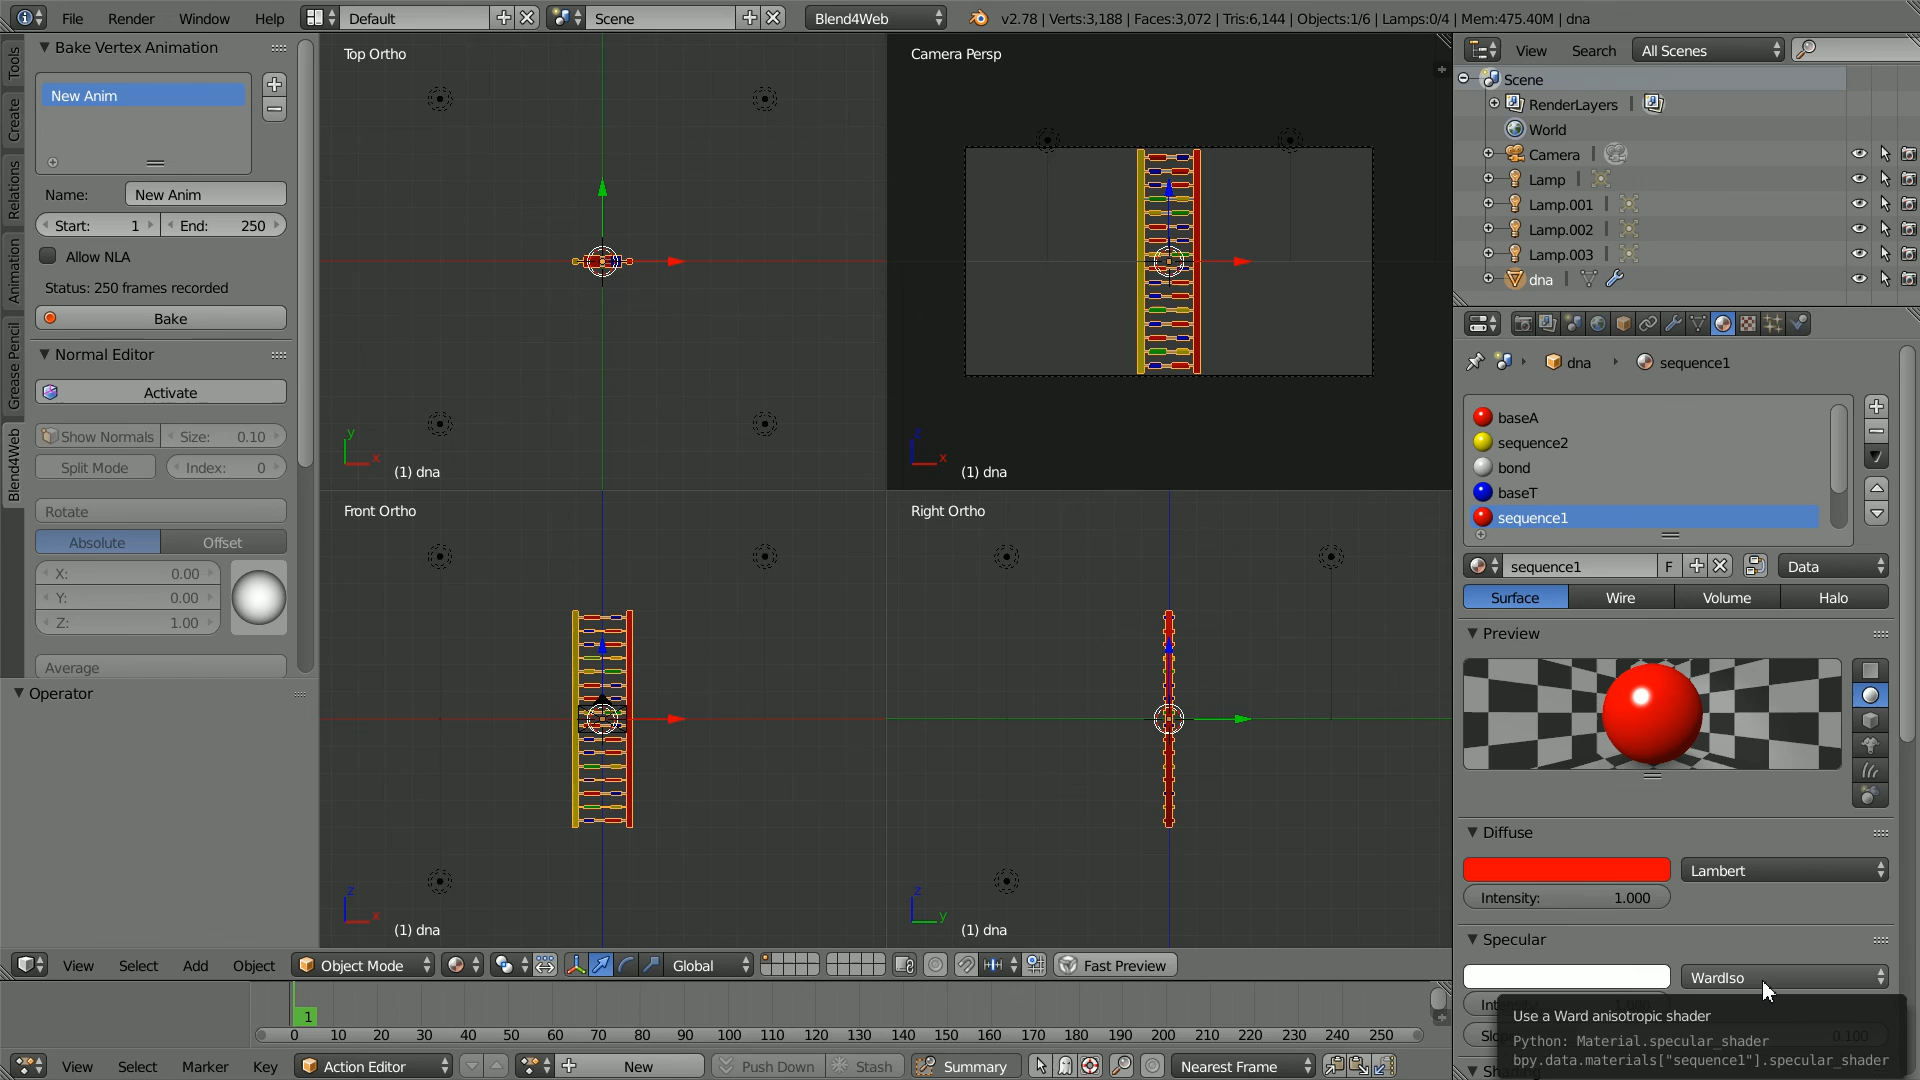 File Render Window Help Default Scene Blend4Web v2.78 | Verts:3,188 | Faces:3,072 | Tris:6,144 | Objects:1/6 | Lamps:0/4 | Mem:475.40M | dna
Tools
Create
Relations
Animation
Grease Pencil
Blend4Web
Bake Vertex Animation
New Anim
Name: New Anim
Start: 1 End: 250
Allow NLA
Status: 250 frames recorded
Bake
Normal Editor
Activate
Show Normals Size: 0.10
Split Mode Index: 0
Rotate
Absolute Offset
X: 0.00
Y: 0.00
Z: 1.00
Average
Operator
Top Ortho
y
x
(1) dna
Camera Persp
z
x
(1) dna
Front Ortho
z
x
(1) dna
Right Ortho
z
y
(1) dna
View Select Add Object Object Mode Global Fast Preview
1
0 10 20 30 40 50 60 70 80 90 100 110 120 130 140 150 160 170 180 190 200 210 220 230 240 250
View Select Marker Key Action Editor New Push Down Stash Summary Nearest Frame
View Search All Scenes
Scene
RenderLayers
World
Camera
Lamp
Lamp.001
Lamp.002
Lamp.003
dna
dna sequence1
baseA
sequence2
bond
baseT
sequence1
sequence1 F Data
Surface Wire Volume Halo
Preview
Diffuse
Lambert
Intensity: 1.000
Specular
WardIso
Use a Ward anisotropic shader
Python: Material.specular_shader
bpy.data.materials["sequence1"].specular_shader